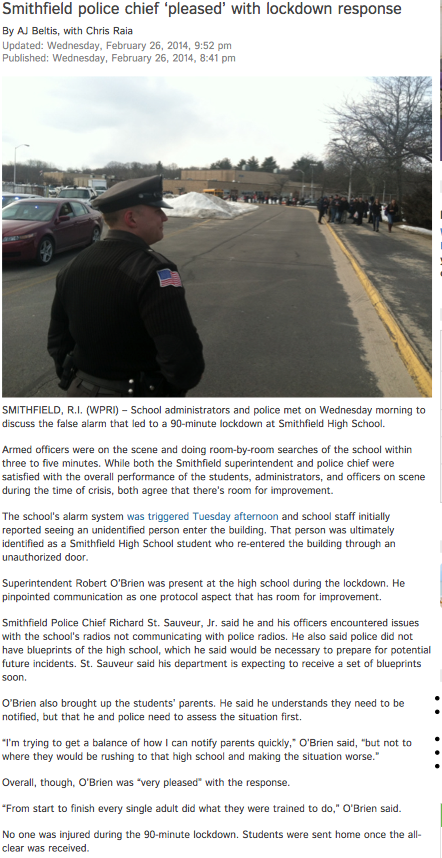 Smithfield police chief ‘pleased’ with lockdown response
By AJ Beltis, with Chris Raia
Updated: Wednesday, February 26, 2014, 9:52 pm
Published: Wednesday, February 26, 2014, 8:41 pm
SMITHFIELD, R.I. (WPRI) – School administrators and police met on Wednesday morning to
discuss the false alarm that led to a 90-minute lockdown at Smithfield High School.
Armed officers were on the scene and doing room-by-room searches of the school within
three to five minutes. While both the Smithfield superintendent and police chief were
satisfied with the overall performance of the students, administrators, and officers on scene
during the time of crisis, both agree that there’s room for improvement.
The school’s alarm system was triggered Tuesday afternoon and school staff initially
reported seeing an unidentified person enter the building. That person was ultimately
identified as a Smithfield High School student who re-entered the building through an
unauthorized door.
Superintendent Robert O’Brien was present at the high school during the lockdown. He
pinpointed communication as one protocol aspect that has room for improvement.
Smithfield Police Chief Richard St. Sauveur, Jr. said he and his officers encountered issues
with the school’s radios not communicating with police radios. He also said police did not
have blueprints of the high school, which he said would be necessary to prepare for potential
future incidents. St. Sauveur said his department is expecting to receive a set of blueprints
soon.
O’Brien also brought up the students’ parents. He said he understands they need to be
notified, but that he and police need to assess the situation first.
“I’m trying to get a balance of how I can notify parents quickly,” O’Brien said, “but not to
where they would be rushing to that high school and making the situation worse.”
Overall, though, O’Brien was “very pleased” with the response.
“From start to finish every single adult did what they were trained to do,” O’Brien said.
No one was injured during the 90-minute lockdown. Students were sent home once the all-
clear was received.